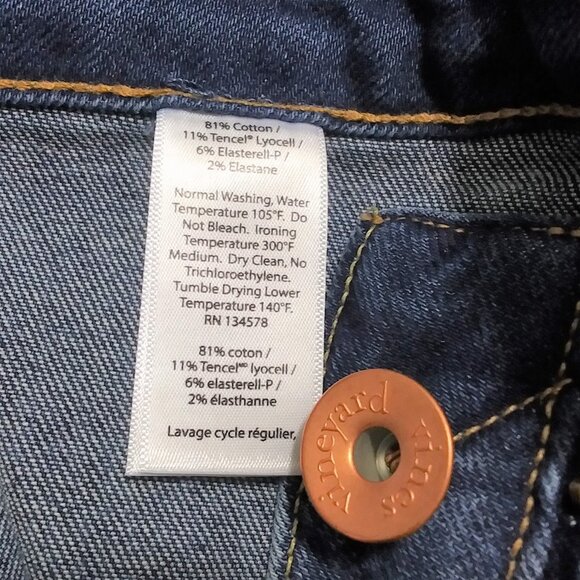 81% Cotton /
11% Tencel® Lyocell /
6% Elasterell-P /
2% Elastane
Normal Washing, Water
Temperature 105°F. Do
Not Bleach. Ironing
Temperature 300°F
Medium. Dry Clean, No
Trichloroethylene.
Tumble Drying Lower
Temperature 140°F.
RN 134578
81% coton /
11% Tencel MD lyocell /
6% elasterell-P /
2% élasthanne
Lavage cycle régulier,
vineyard vines